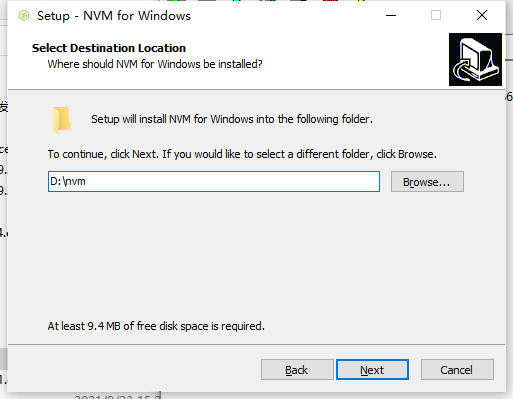 Setup - NVM for Windows
Select Destination Location
Where should NVM for Windows be installed?
Setup will install NVM for Windows into the following folder.
To continue, click Next. If you would like to select a different folder, click Browse.
D:\nvm
Browse...
At least 9.4 MB of free disk space is required.
Back
Next
Cancel